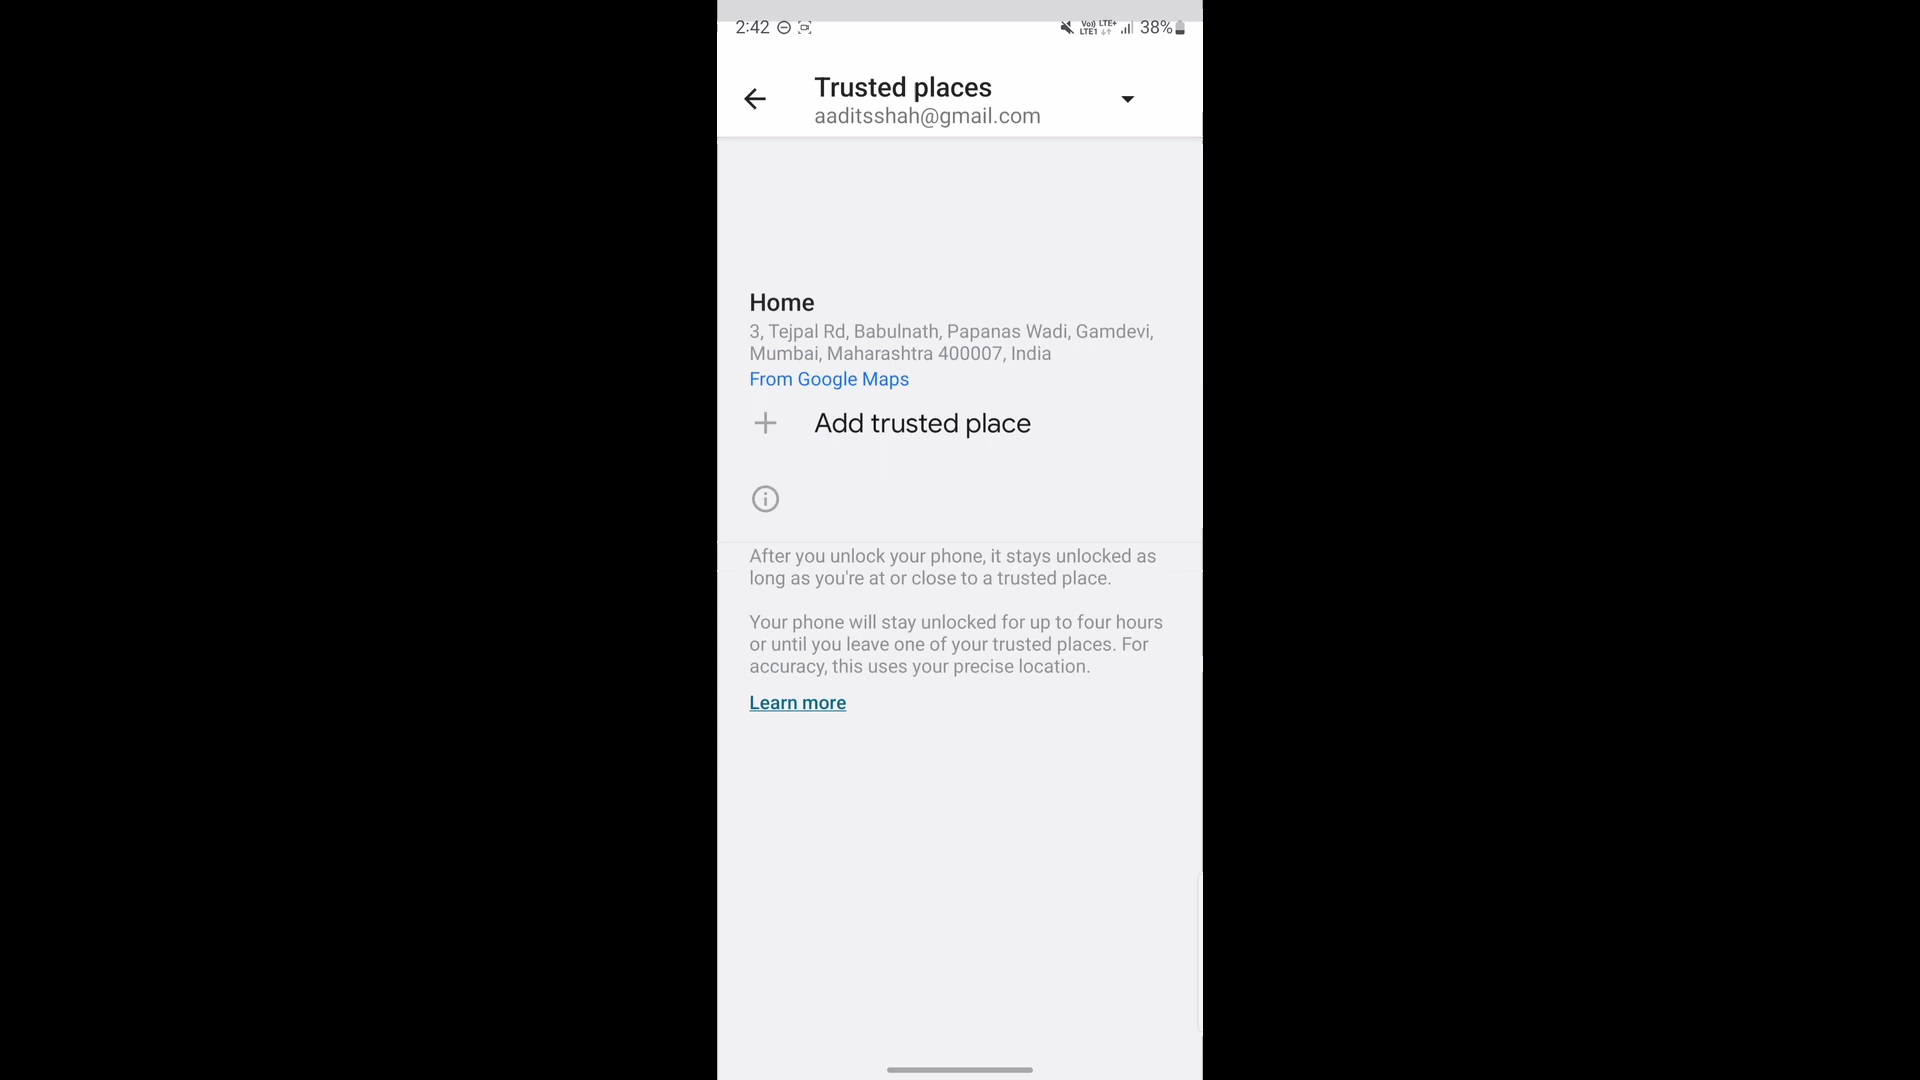 2:42
Vo)) LTE+
LTE1
38%
Trusted places
aaditsshah@gmail.com
Home
3, Tejpal Rd, Babulnath, Papanas Wadi, Gamdevi,
Mumbai, Maharashtra 400007, India
From Google Maps
Add trusted place
After you unlock your phone, it stays unlocked as
long as you're at or close to a trusted place.
Your phone will stay unlocked for up to four hours
or until you leave one of your trusted places. For
accuracy, this uses your precise location.
Learn more